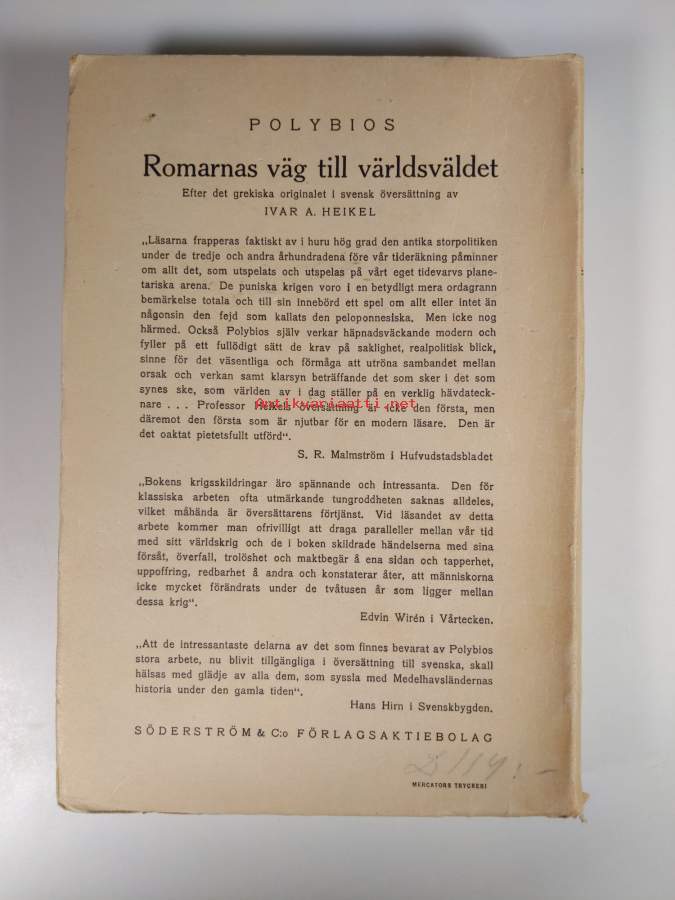 POLYBIOS
Romarnas väg till världsväldet
Efter det grekiska originalet i svensk översättning av
IVAR A. HEIKEL
„Läsarna frapperas faktiskt av i huru hög grad den antika storpolitiken
under de tredje och andra århundradena före vår tideräkning påminner
om allt det, som utspelats och utspelas på vårt eget tidevarvs plane-
tariska arena. De puniska krigen voro i en betydligt mera ordagrann
bemärkelse totala och till sin innebörd ett spel om allt eller intet än
någonsin den fejd som kallats den peloponnesiska. Men icke nog
härmed. Också Polybios själv verkar häpnadsväckande modern och
fyller på ett fullödigt sätt de krav på saklighet, realpolitisk blick,
sinne för det väsentliga och förmåga att utröna sambandet mellan
orsak och verkan samt klarsyn beträffande det som sker i det som
synes ske, som världen av i dag ställer på en verklig hävdateck-
nare . . . Professor Heikels översättning är icke den första, men
däremot den första som är njutbar för en modern läsare. Den är
det oaktat pietetsfullt utförd“.
Antikvariaatti.net
S. R. Malmström i Hufvudstadsbladet
„Bokens krigsskildringar äro spännande och intressanta. Den för
klassiska arbeten ofta utmärkande tungroddheten saknas alldeles,
vilket måhända är översättarens förtjänst. Vid läsandet av detta
arbete kommer man ofrivilligt att draga paralleller mellan vår tid
med sitt världskrig och de i boken skildrade händelserna med sina
försåt, överfall, trolöshet och maktbegär å ena sidan och tapperhet,
uppoffring, redbarhet å andra och konstaterar åter, att människorna
icke mycket förändrats under de tvåtusen år som ligger mellan
dessa krig“.
Edvin Wirén i Vårtecken.
„Att de intressantaste delarna av det som finnes bevarat av Polybios
stora arbete, nu blivit tillgängliga i översättning till svenska, skall
hälsas med glädje av alla dem, som syssla med Medelhavsländernas
historia under den gamla tiden“.
Hans Hirn i Svenskbygden.
SÖDERSTRÖM & C:o FÖRLAGSAKTIEBOLAG
MERCATORS TRYCKERI